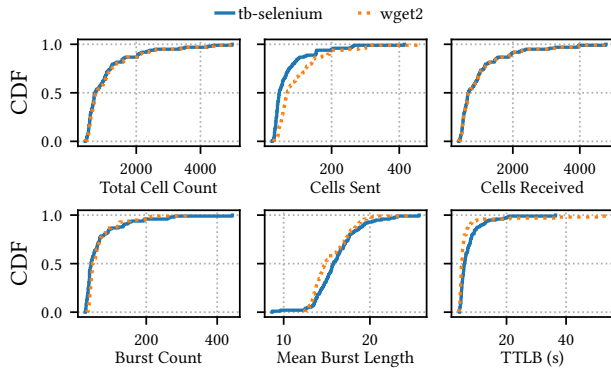 tb-selenium wget2
CDF
1.0
0.5
0.0
2000 4000
Total Cell Count
200 400
Cells Sent
2000 4000
Cells Received
CDF
1.0
0.5
0.0
200 400
Burst Count
10 20
Mean Burst Length
20 40
TTLB (s)